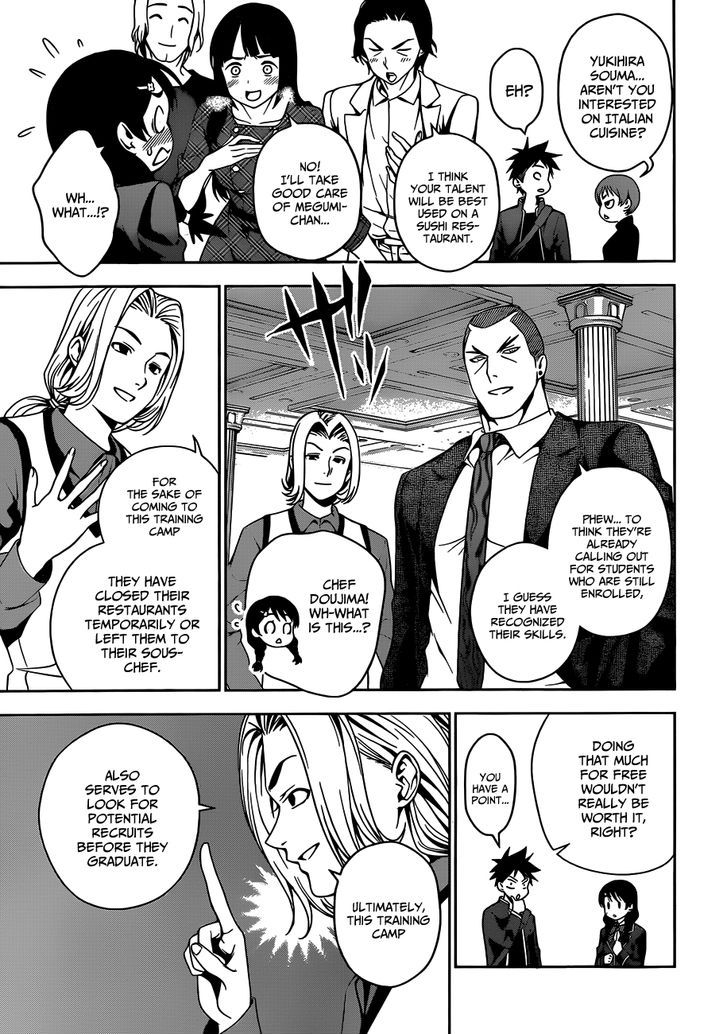 YUKIHIRA
SOUMA...
AREN'T YOU
INTERESTED
ON
ITALIAN
CUISINE?
EH?
I THINK
YOUR TALENT
WILL BE BEST
USED ON A
SUSHI RES-
TAURANT.
NO!
I'LL TAKE
GOOD CARE
OF MEGUMI-
CHAN...
WH...
WHAT...!?
PHEW... TO
THINK THEY'RE
ALREADY
CALLING OUT
FOR STUDENTS
WHO ARE STILL
ENROLLED,
I GUESS
THEY HAVE
RECOGNIZED
THEIR SKILLS.
CHEF
DOUJIMA!
WH-WHAT
IS THIS...?
FOR
THE SAKE OF
COMING TO
THIS TRAINING
CAMP
THEY HAVE
CLOSED THEIR
RESTAURANTS
TEMPORARILY OR
LEFT THEM TO
THEIR SOUS-
CHEF.
DOING
THAT MUCH
FOR FREE
WOULDN'T
REALLY BE
WORTH IT,
RIGHT?
YOU
HAVE A
POINT...
ULTIMATELY,
THIS TRAINING
CAMP
ALSO
SERVES TO
LOOK FOR
POTENTIAL
RECRUITS
BEFORE THEY
GRADUATE.